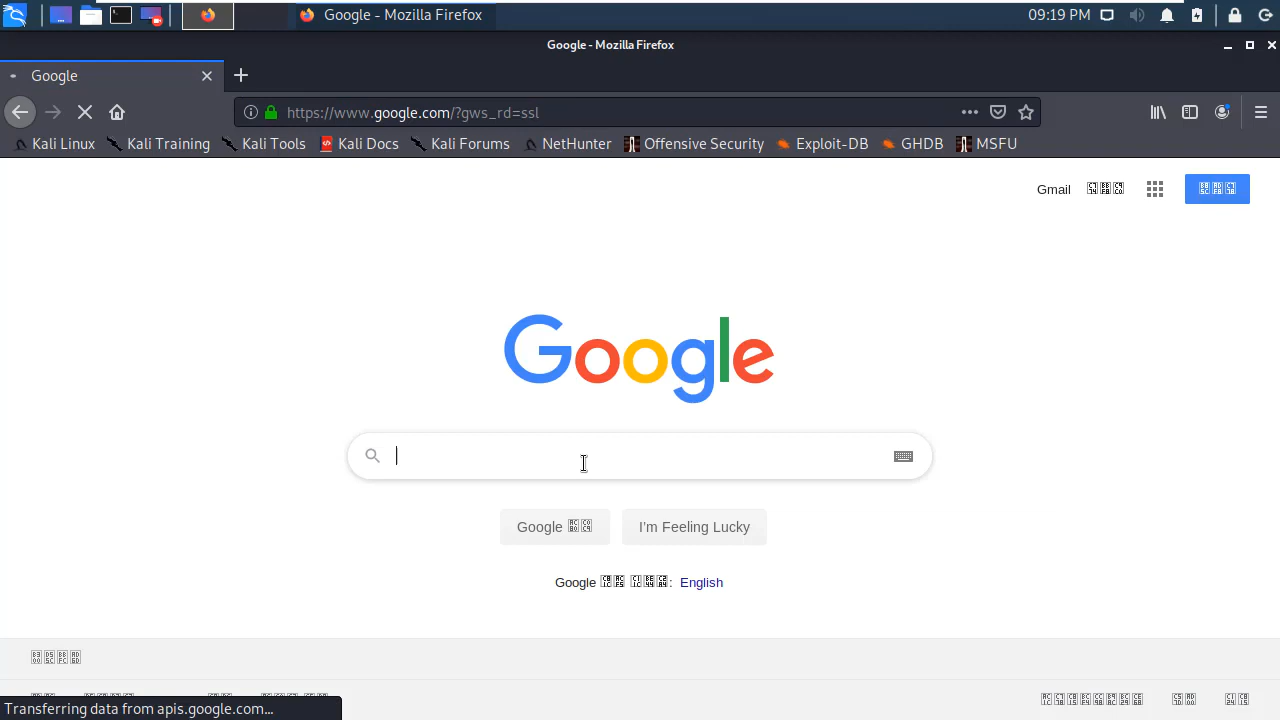 Google - Mozilla Firefox
09:19 PM
Google - Mozilla Firefox
Google
https://www.google.com/?gws_rd=ssl
Kali Linux Kali Training Kali Tools Kali Docs Kali Forums NetHunter Offensive Security Exploit-DB GHDB MSFU
Gmail
Google
Google
I'm Feeling Lucky
Google : English
Transferring data from apis.google.com...